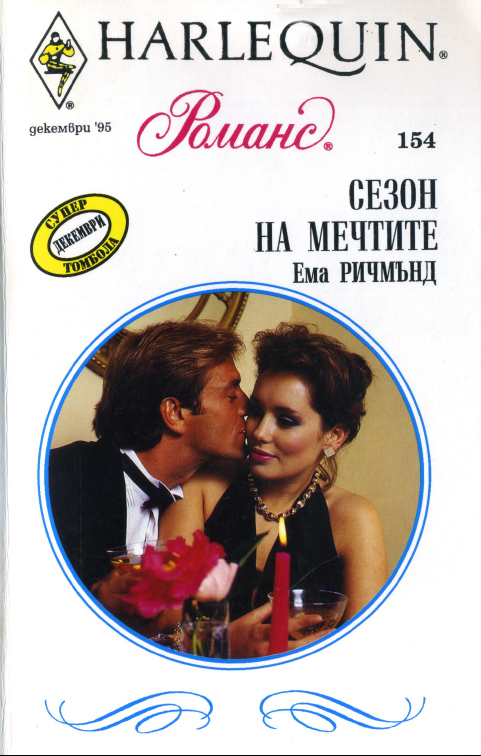 HARLEQUIN®
декември '95
Романс®
154
СУПЕР
ДЕКЕМВРИ
ТОМБОЛА
СЕЗОН
НА МЕЧТИТЕ
Ема РИЧМЪНД
®